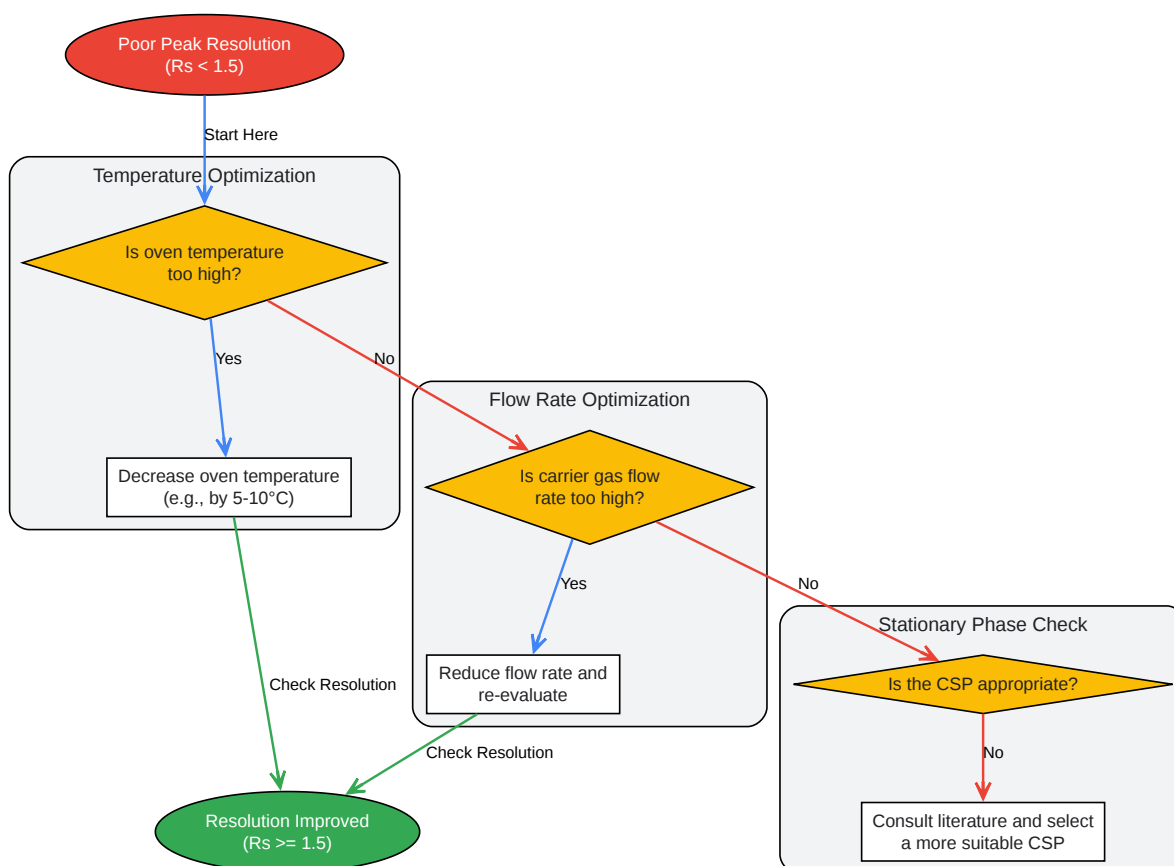 Poor Peak Resolution
(Rs < 1.5)
Start Here
Temperature Optimization
Is oven temperature
too high?
Yes
No
Decrease oven temperature
(e.g., by 5-10°C)
Flow Rate Optimization
Is carrier gas flow
rate too high?
Yes
No
Reduce flow rate and
re-evaluate
Stationary Phase Check
Is the CSP appropriate?
No
Consult literature and select
a more suitable CSP
Check Resolution
Check Resolution
Resolution Improved
(Rs >= 1.5)